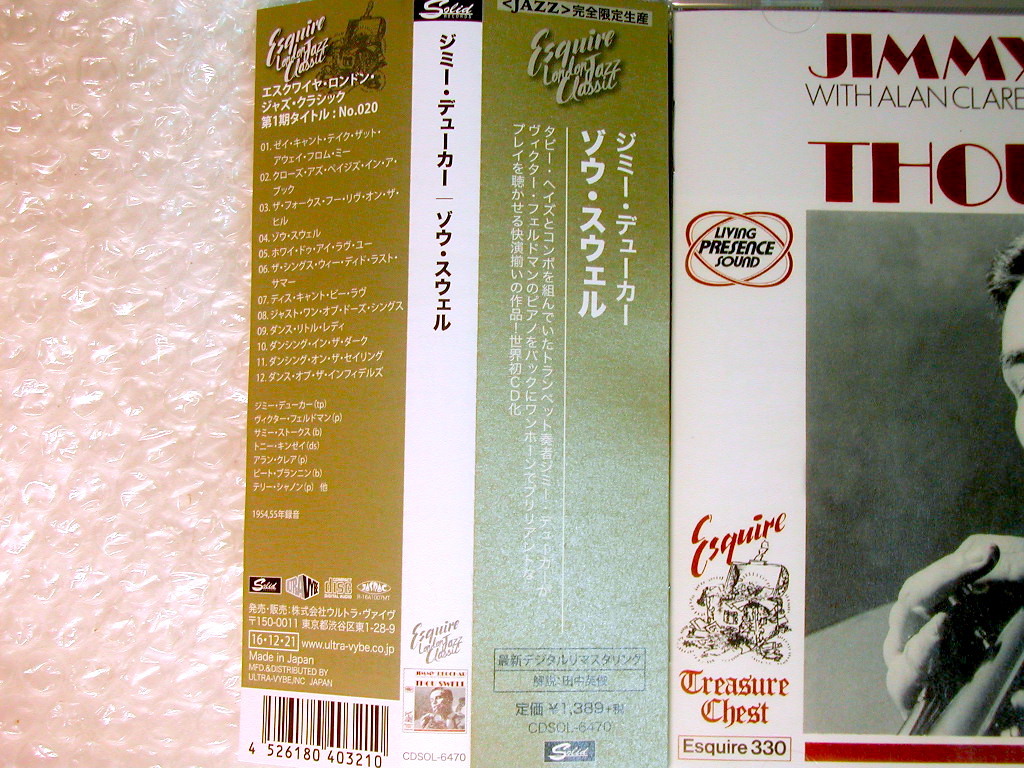 Esquire
London Jazz
Classic
エスクワイヤ・ロンドン・
ジャズ・クラシック
第1期タイトル : No.020
01. ゼイ・キャント・テイク・ザット・
アウェイ・フロム・ミー
02. クローズ・アズ・ペイジズ・イン・ア・
ブック
03. ザ・フォークス・フー・リヴ・オン・ザ・
ヒル
04. ゾウ・スウェル
05. ホワイ・ドゥ・アイ・ラヴ・ユー
06. ザ・シングス・ウィー・ディド・ラスト・
サマー
07. ディス・キャント・ビー・ラヴ
08. ジャスト・ワン・オブ・ドーズ・シングス
09. ダンス・リトル・レディ
10. ダンシング・イン・ザ・ダーク
11. ダンシング・オン・ザ・セイリング
12. ダンス・オブ・ザ・インフィデルズ
ジミー・デューカー(tp)
ヴィクター・フェルドマン(p)
サミー・ストークス(b)
トニー・キンゼイ(ds)
アラン・クレア(p)
ピート・ブランニン(b)
テリー・シャノン(p) 他
1954,55年録音
Solid
ULTRA VYBE
disc
DIGITAL AUDIO
発売・販売 : 株式会社ウルトラ・ヴァイヴ
〒150-0011 東京都渋谷区東1-28-9
16・12・21 www.ultra-vybe.co.jp
Made in Japan
MFD.&DISTRIBUTED BY
ULTRA-VYBE,INC JAPAN
4 526180 403210
Solid
RECORDS
ジミー・デューカー｜ゾウ・スウェル
Esquire
London Jazz
Classic
CDSOL-6470
<JAZZ>完全限定生産
Esquire
London Jazz
Classic
ジミー・デューカー
ゾウ・スウェル
タビー・ヘイズとコンボを組んでいたトランペット奏者ジミー・デューカーが
ヴィクター・フェルドマンのピアノをバックにワンホーンでブリリアントな
プレイを聴かせる快演揃いの作品!世界初CD化
最新デジタルリマスタリング
解説:田中英俊
定価 ¥1,389+税
CDSOL-6470
Solid
JIMMY
WITH ALAN CLARE
THOU
LIVING
PRESENCE
SOUND
Esquire
Treasure
Chest
Esquire 330